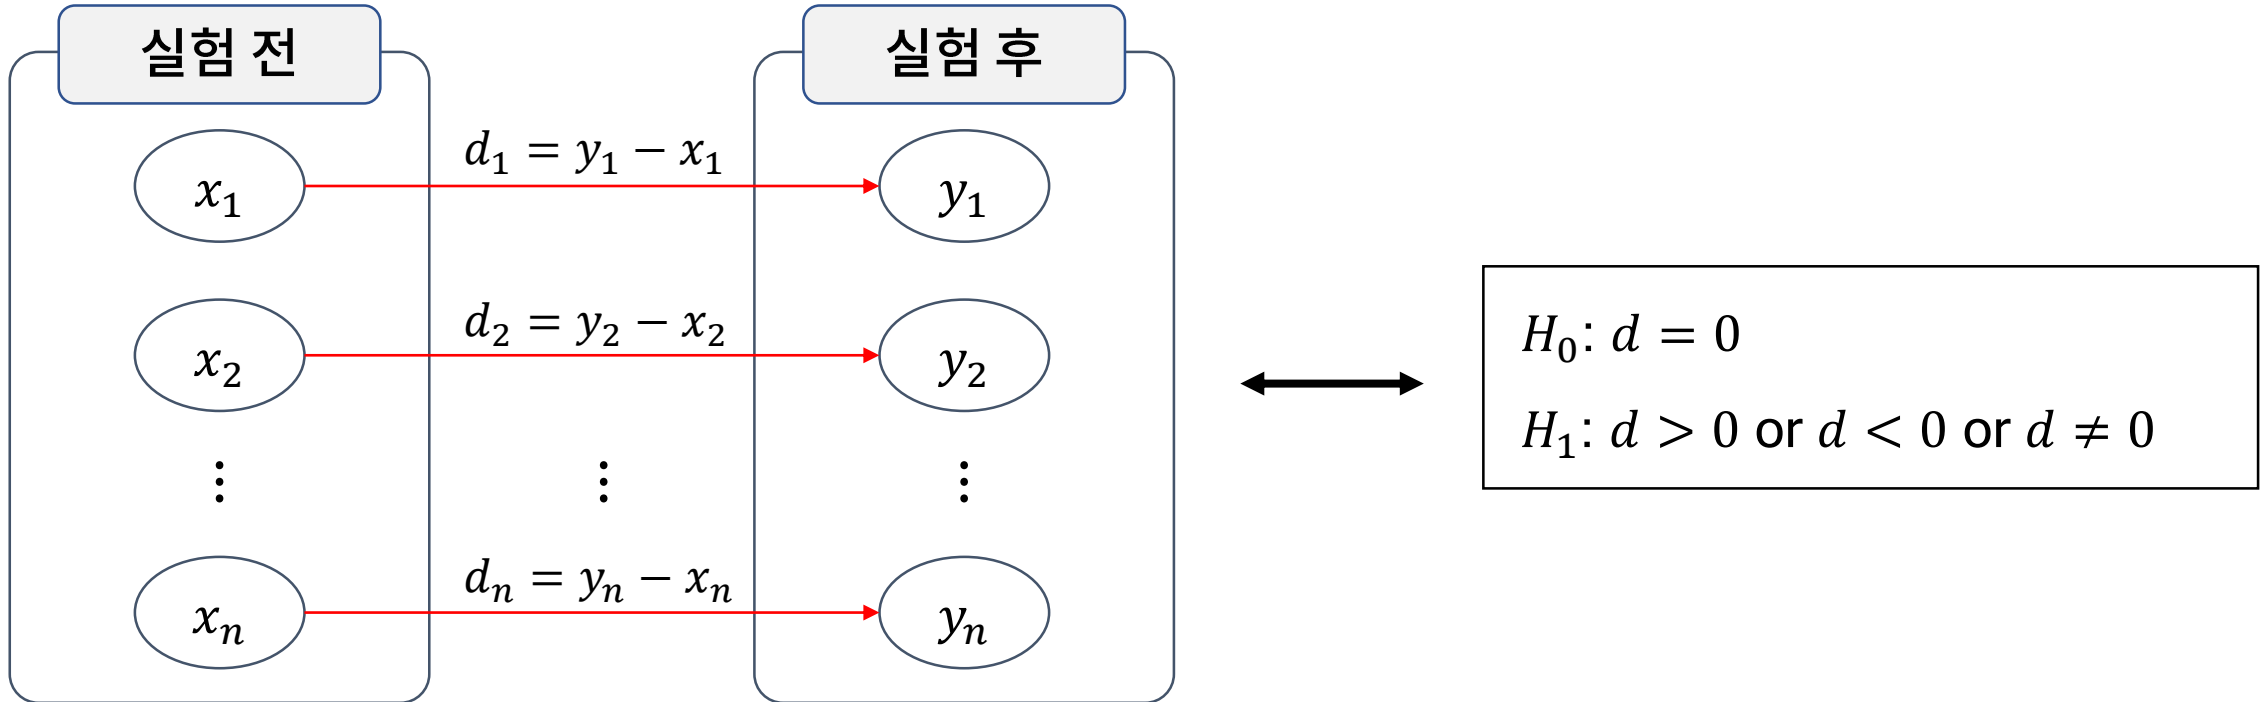 실험 전
실험 후
d₁ = y₁ − x₁
x₁
y₁
d₂ = y₂ − x₂
x₂
y₂
⋮ ⋮ ⋮
dₙ = yₙ − xₙ
xₙ
yₙ
H₀: d = 0
H₁: d > 0 or d < 0 or d ≠ 0